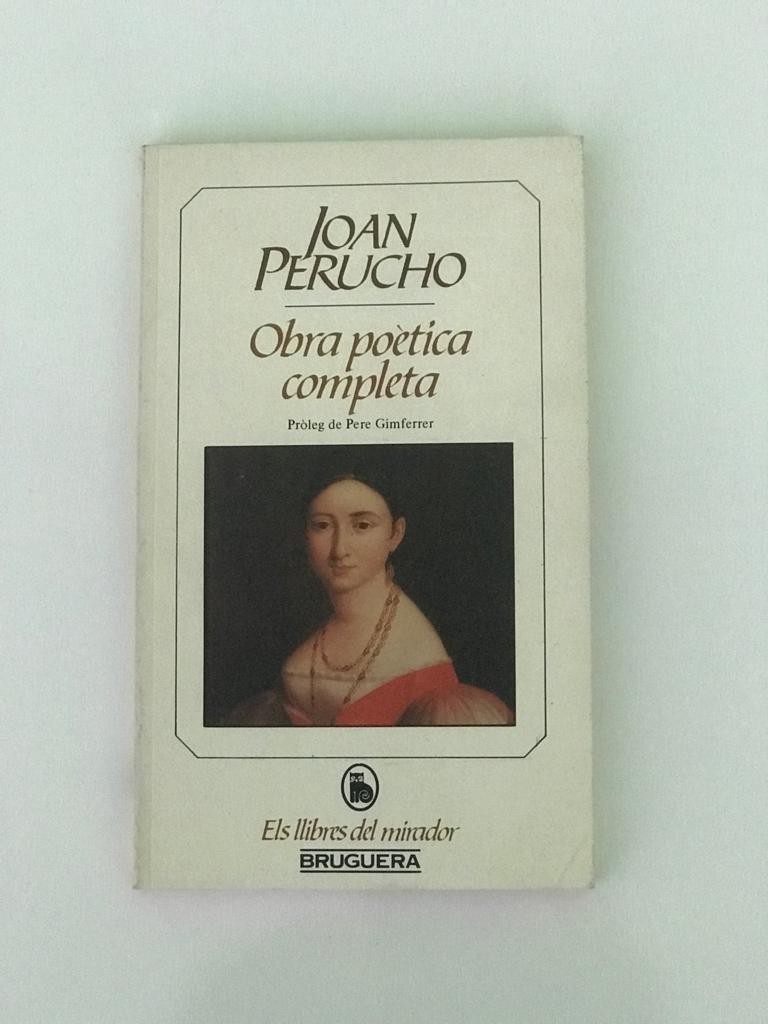 JOAN
PERUCHO
Obra poètica
completa
Pròleg de Pere Gimferrer
Els llibres del mirador
BRUGUERA